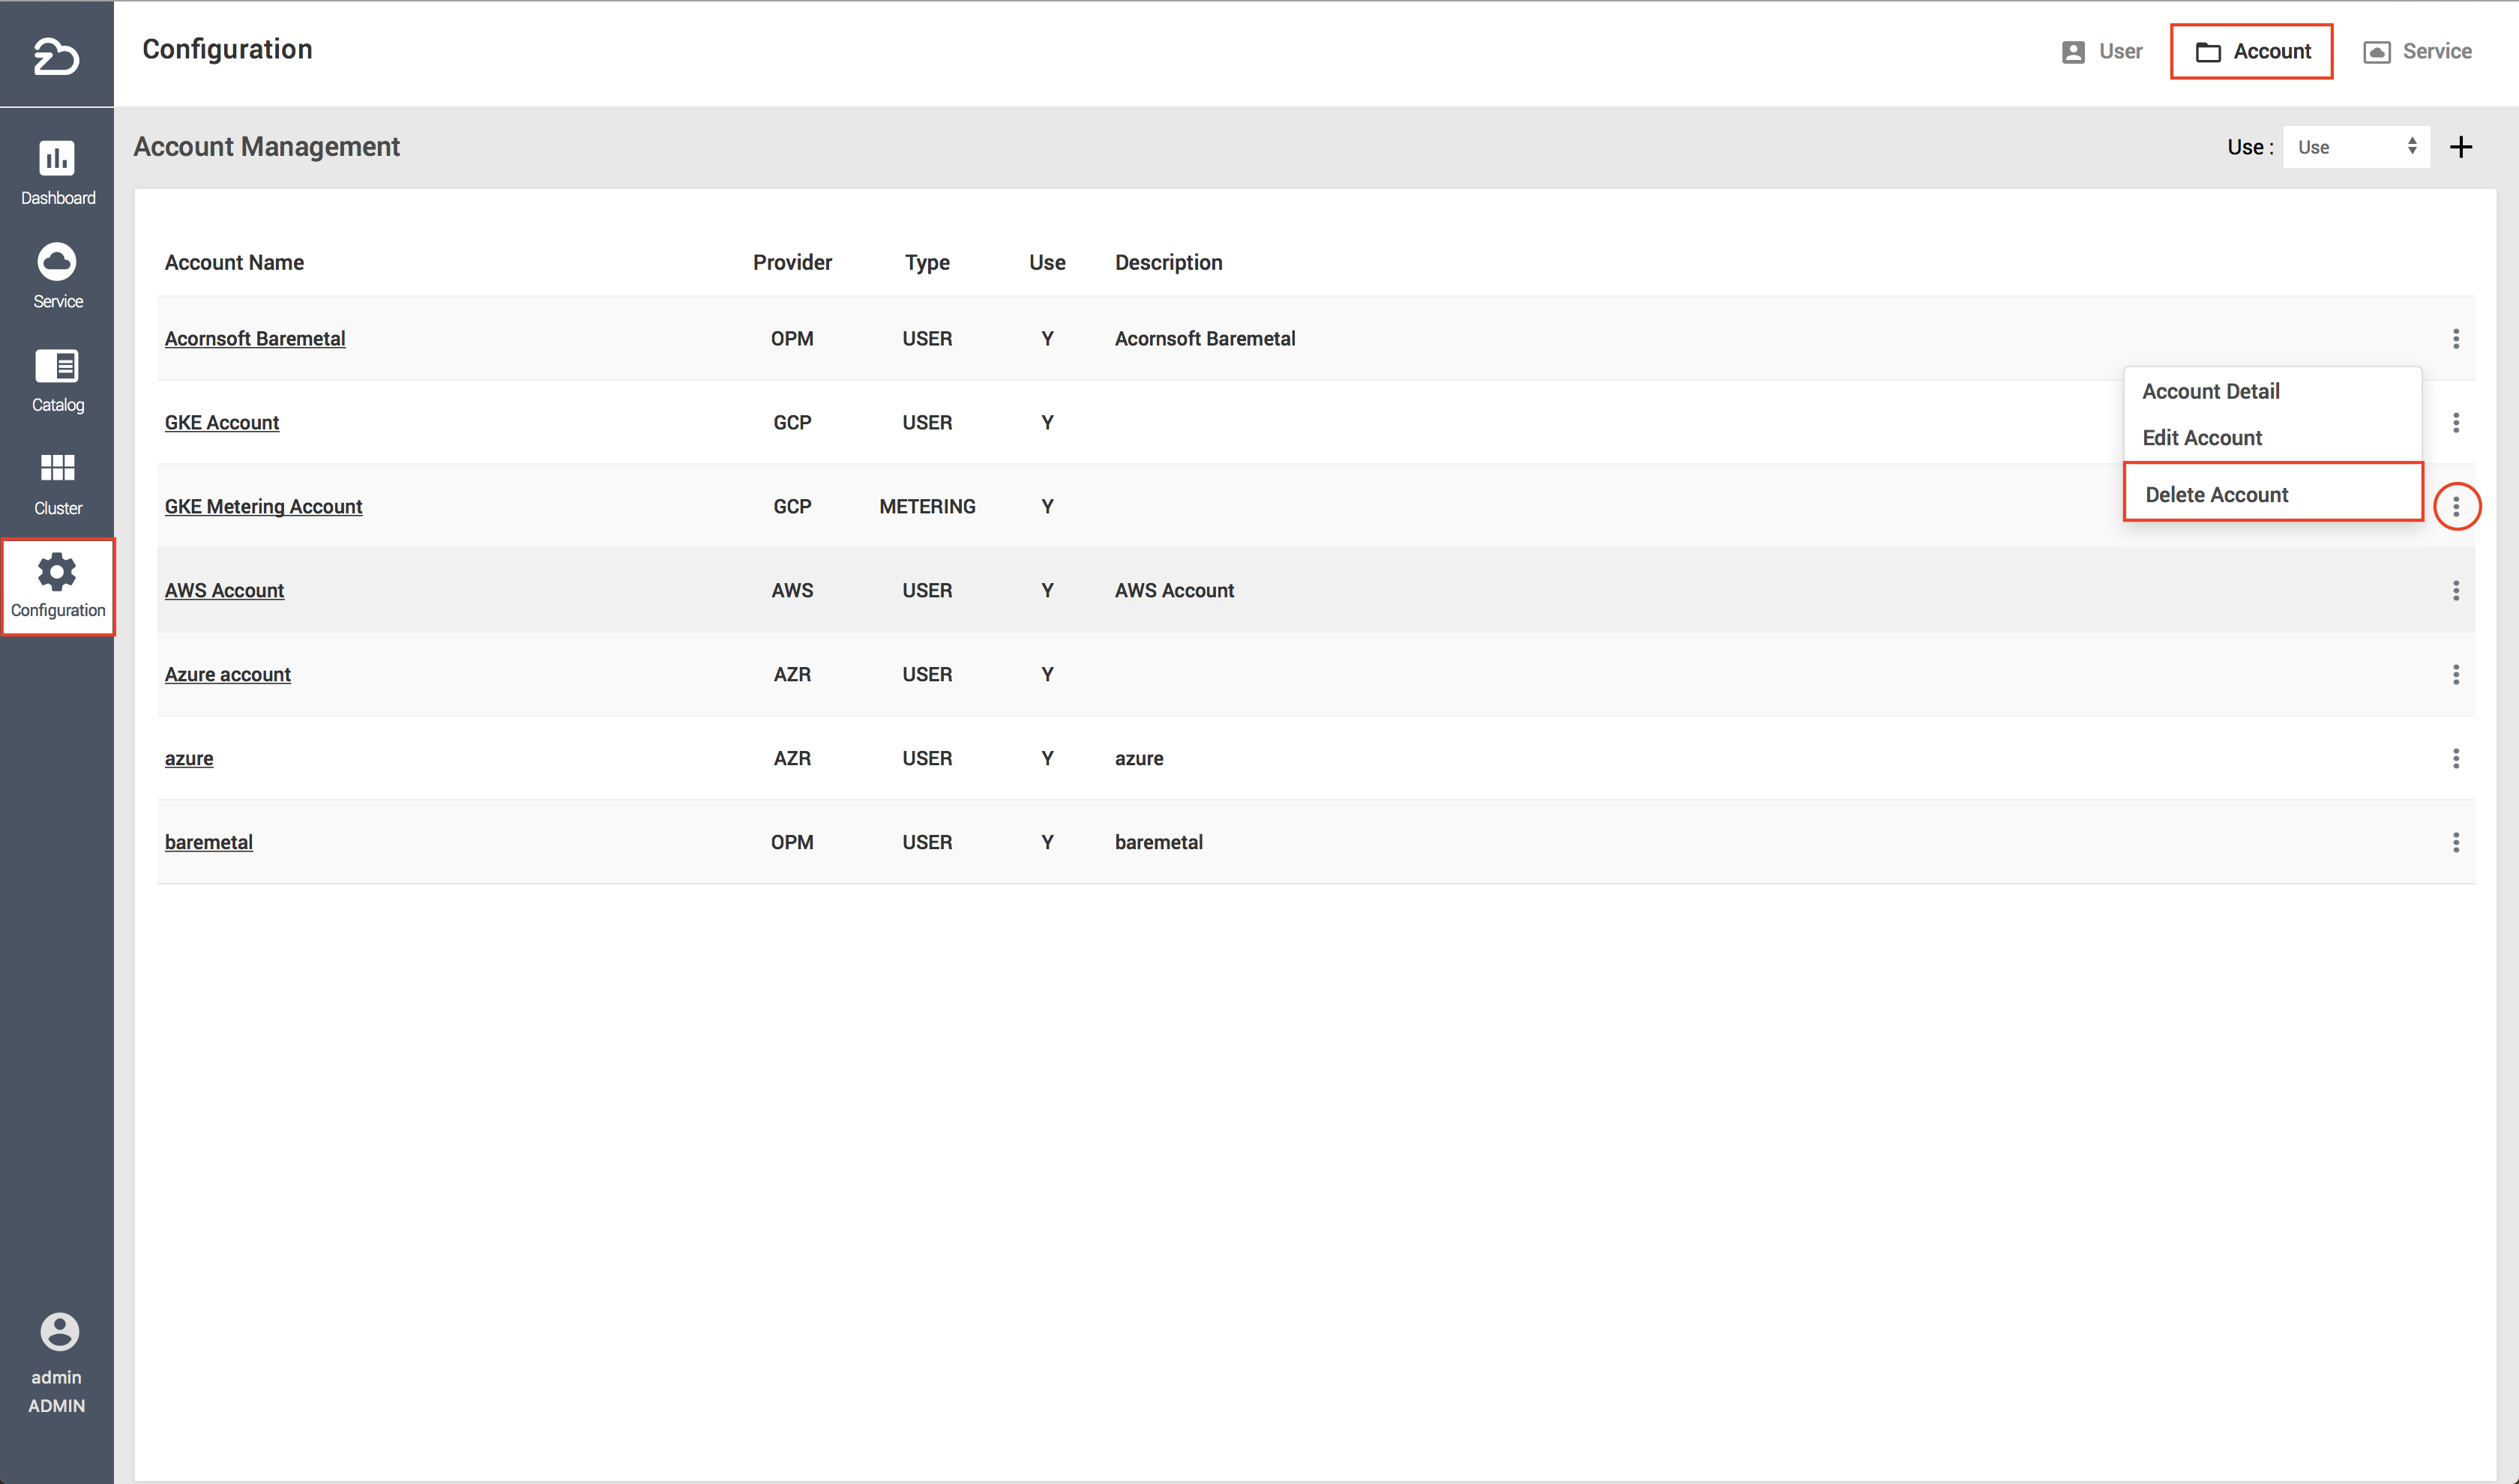 Configuration
User
Account
Service
Dashboard
Service
Catalog
Cluster
Configuration
admin
ADMIN
Account Management
Use :
Use
Account Name Provider Type Use Description
Acornsoft Baremetal OPM USER Y Acornsoft Baremetal
GKE Account GCP USER Y
GKE Metering Account GCP METERING Y
AWS Account AWS USER Y AWS Account
Azure account AZR USER Y
azure AZR USER Y azure
baremetal OPM USER Y baremetal
Account Detail
Edit Account
Delete Account